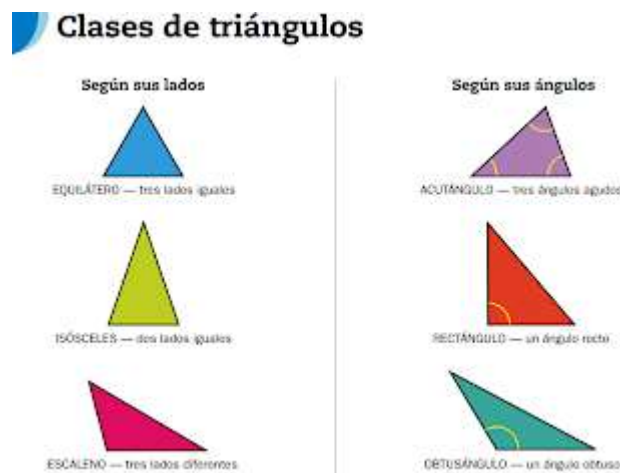 Clases de triángulos
Según sus lados
EQUILÁTERO — tres lados iguales
ISÓSCELES — dos lados iguales
ESCALENO — tres lados diferentes
Según sus ángulos
ACUTÁNGULO — tres ángulos agudos
RECTÁNGULO — un ángulo recto
OBTUSÁNGULO — un ángulo obtuso